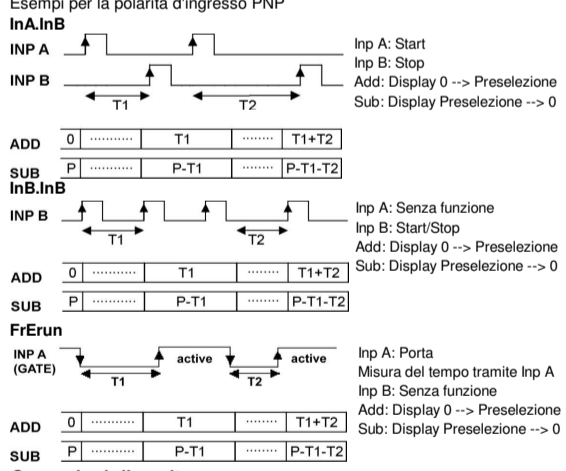 Esempi per la polarità d'ingresso PNP
InA.InB
INP A
INP B
T1
T2
Inp A: Start
Inp B: Stop
Add: Display 0 --> Preselezione
Sub: Display Preselezione --> 0
ADD 0 ........... T1 ........ T1+T2
SUB P ........... P-T1 ........ P-T1-T2
InB.InB
INP B
T1
T2
Inp A: Senza funzione
Inp B: Start/Stop
Add: Display 0 --> Preselezione
Sub: Display Preselezione --> 0
ADD 0 ........... T1 ........ T1+T2
SUB P ........... P-T1 ........ P-T1-T2
FrErun
INP A
(GATE)
T1
active
T2
active
Inp A: Porta
Misura del tempo tramite Inp A
Inp B: Senza funzione
Add: Display 0 --> Preselezione
Sub: Display Preselezione --> 0
ADD 0 ........... T1 ........ T1+T2
SUB P ........... P-T1 ........ P-T1-T2